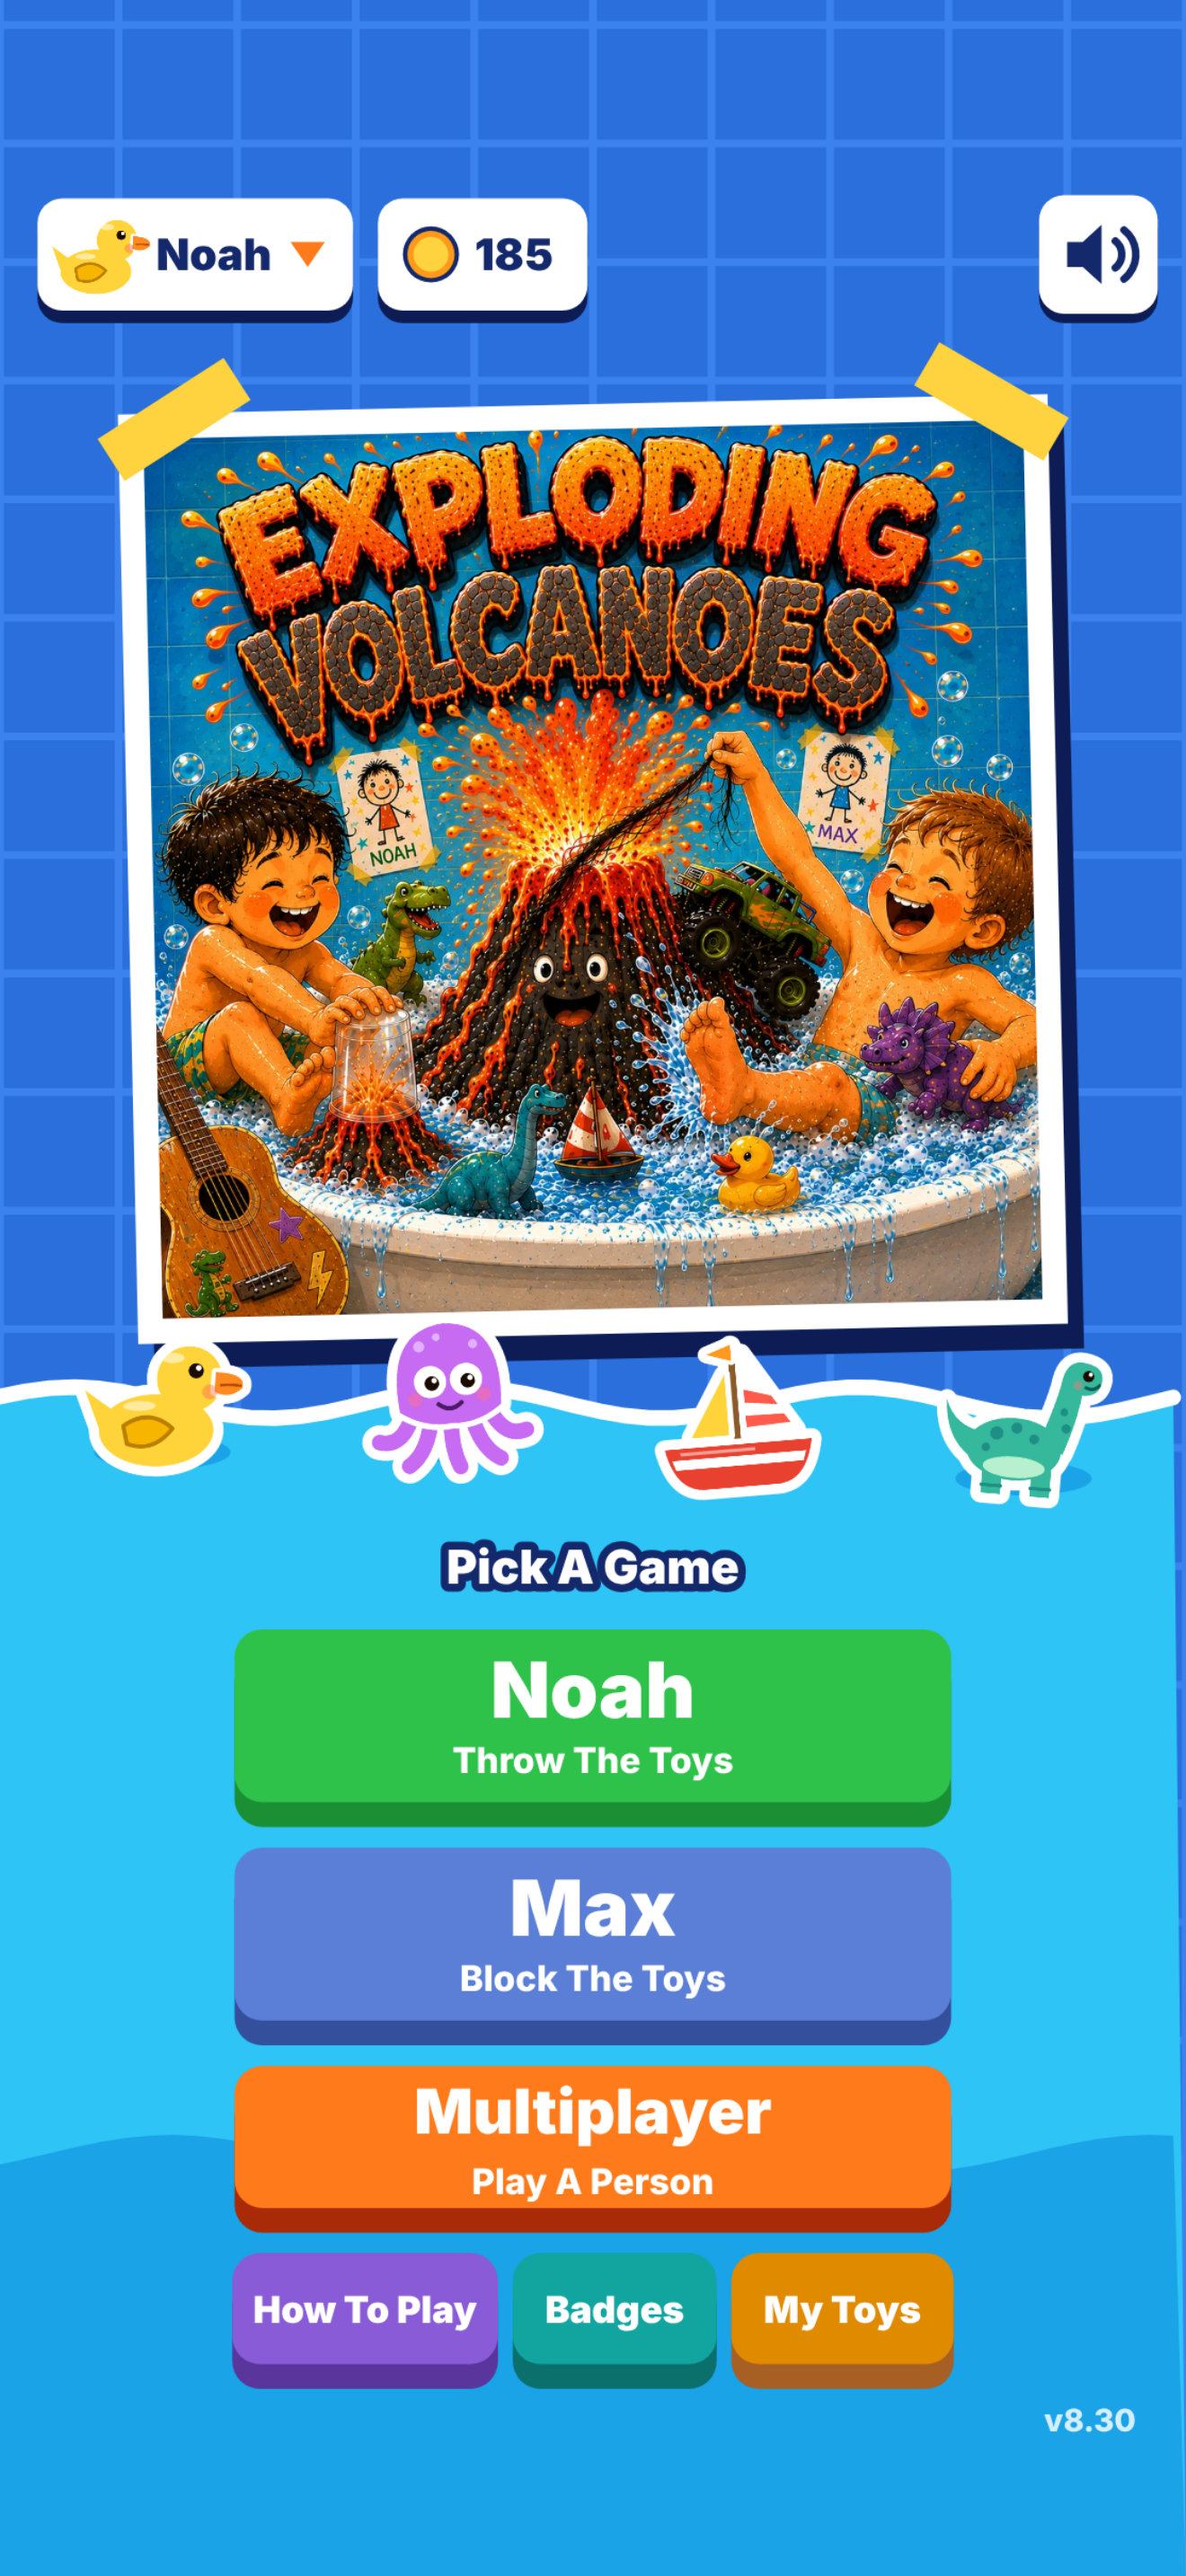 Noah
185
EXPLODING
VOLCANOES
NOAH
MAX
Pick A Game
Noah
Throw The Toys
Max
Block The Toys
Multiplayer
Play A Person
How To Play
Badges
My Toys
v8.30